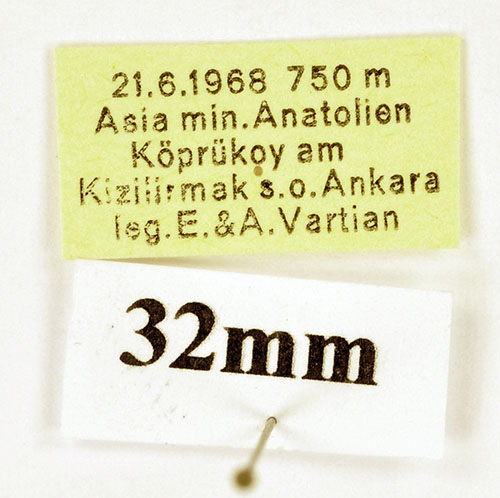 21.6.1968 750 m
Asia min.Anatolien
Köprükoy am
Kizilirmak s.o.Ankara
leg.E.&A.Vartian
32mm